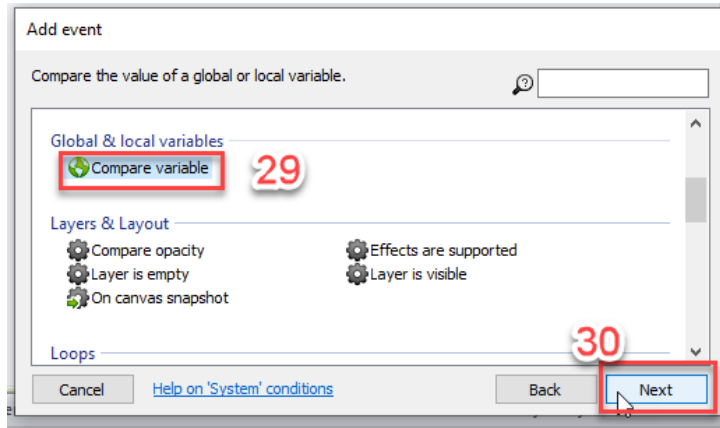 Add event
Compare the value of a global or local variable.
Global & local variables
Compare variable
29
Layers & Layout
Compare opacity
Effects are supported
Layer is empty
Layer is visible
On canvas snapshot
30
Loops
Cancel
Help on 'System' conditions
Back
Next